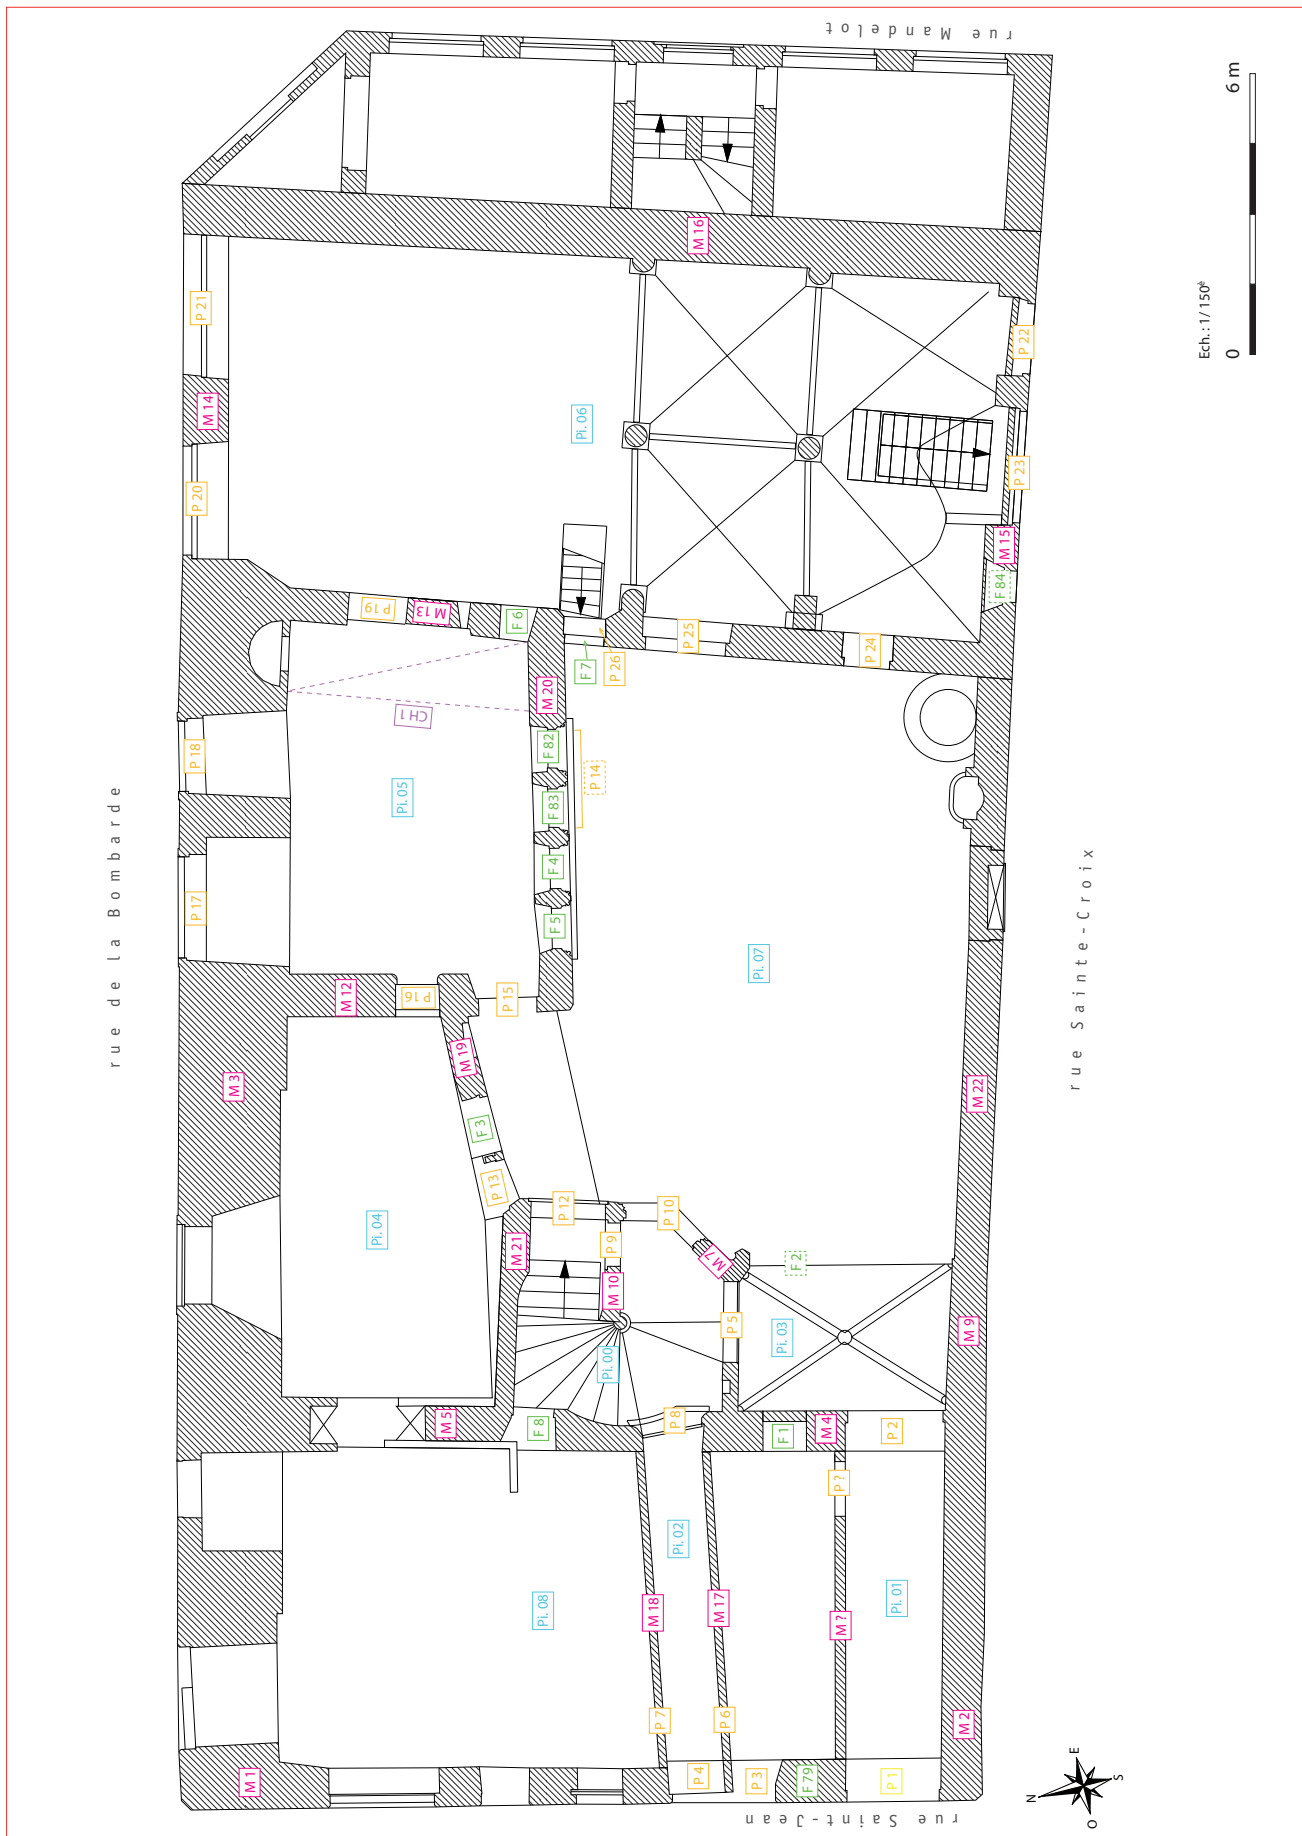 rue Mandelot
6 m
Ech. : 1/ 150è
0
M 16
P 21
M 14
P 20
Pi. 06
P 22
P 23
M 15
F 84
P 19
M 13
F 6
F 7
P 26
P 25
P 24
CH 1
M 20
P 18
F 82
P 14
F 83
Pi. 05
F 4
P 17
F 5
rue de la Bombarde
rue Sainte-Croix
Pi. 07
M 12
P 16
P 15
M 3
M 19
M 22
F 3
P 13
P 12
P 10
Pi. 04
M 21
P 9
M 7
F 2
M 10
P 5
Pi. 03
M 9
Pi. 00
M 5
F 8
P 8
F 1
M 4
P 2
P ?
Pi. 02
Pi. 08
M 18
M 17
M ?
Pi. 01
P 7
P 6
M 2
M 1
P 4
P 3
F 79
P 1
rue Saint-Jean
N
E
S
O